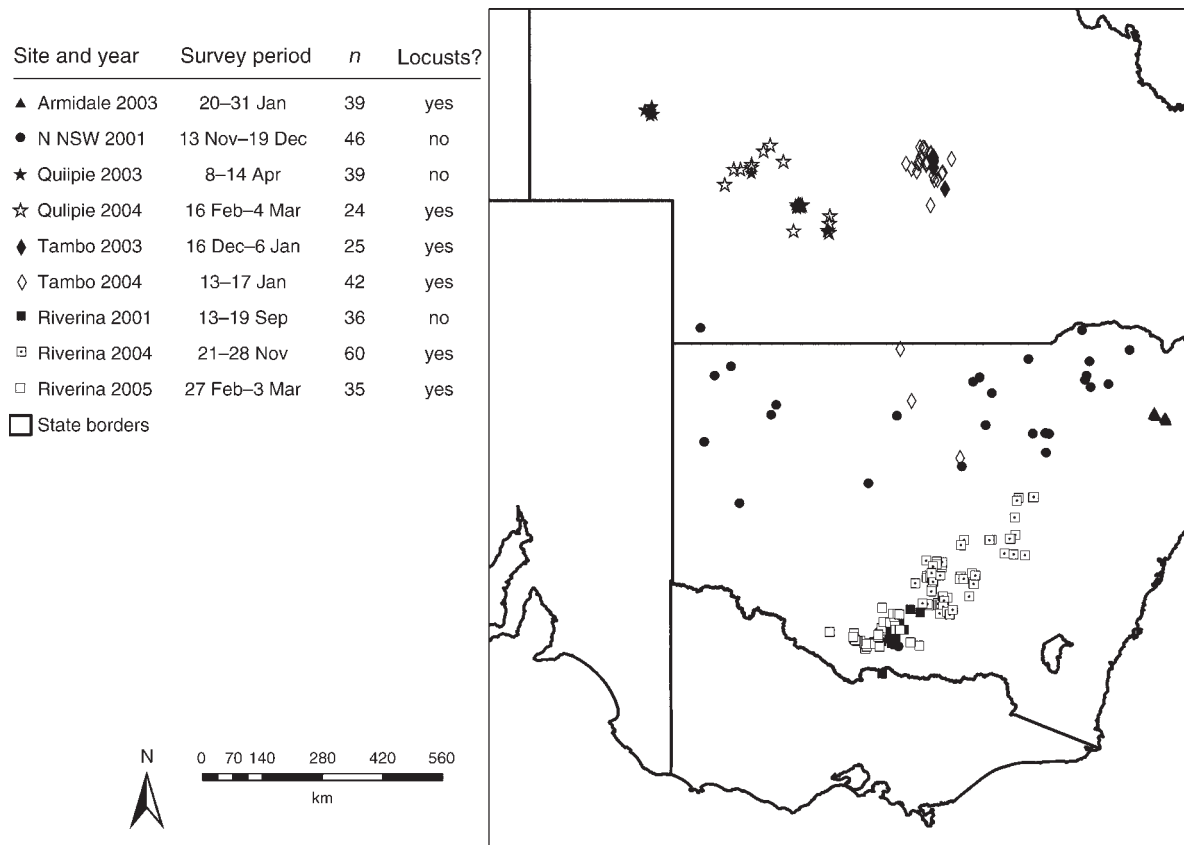 Site and year Survey period n Locusts?
Armidale 2003 20–31 Jan 39 yes
N NSW 2001 13 Nov–19 Dec 46 no
Quiipie 2003 8–14 Apr 39 no
Qulipie 2004 16 Feb–4 Mar 24 yes
Tambo 2003 16 Dec–6 Jan 25 yes
Tambo 2004 13–17 Jan 42 yes
Riverina 2001 13–19 Sep 36 no
Riverina 2004 21–28 Nov 60 yes
Riverina 2005 27 Feb–3 Mar 35 yes
State borders
N
0 70 140 280 420 560
km